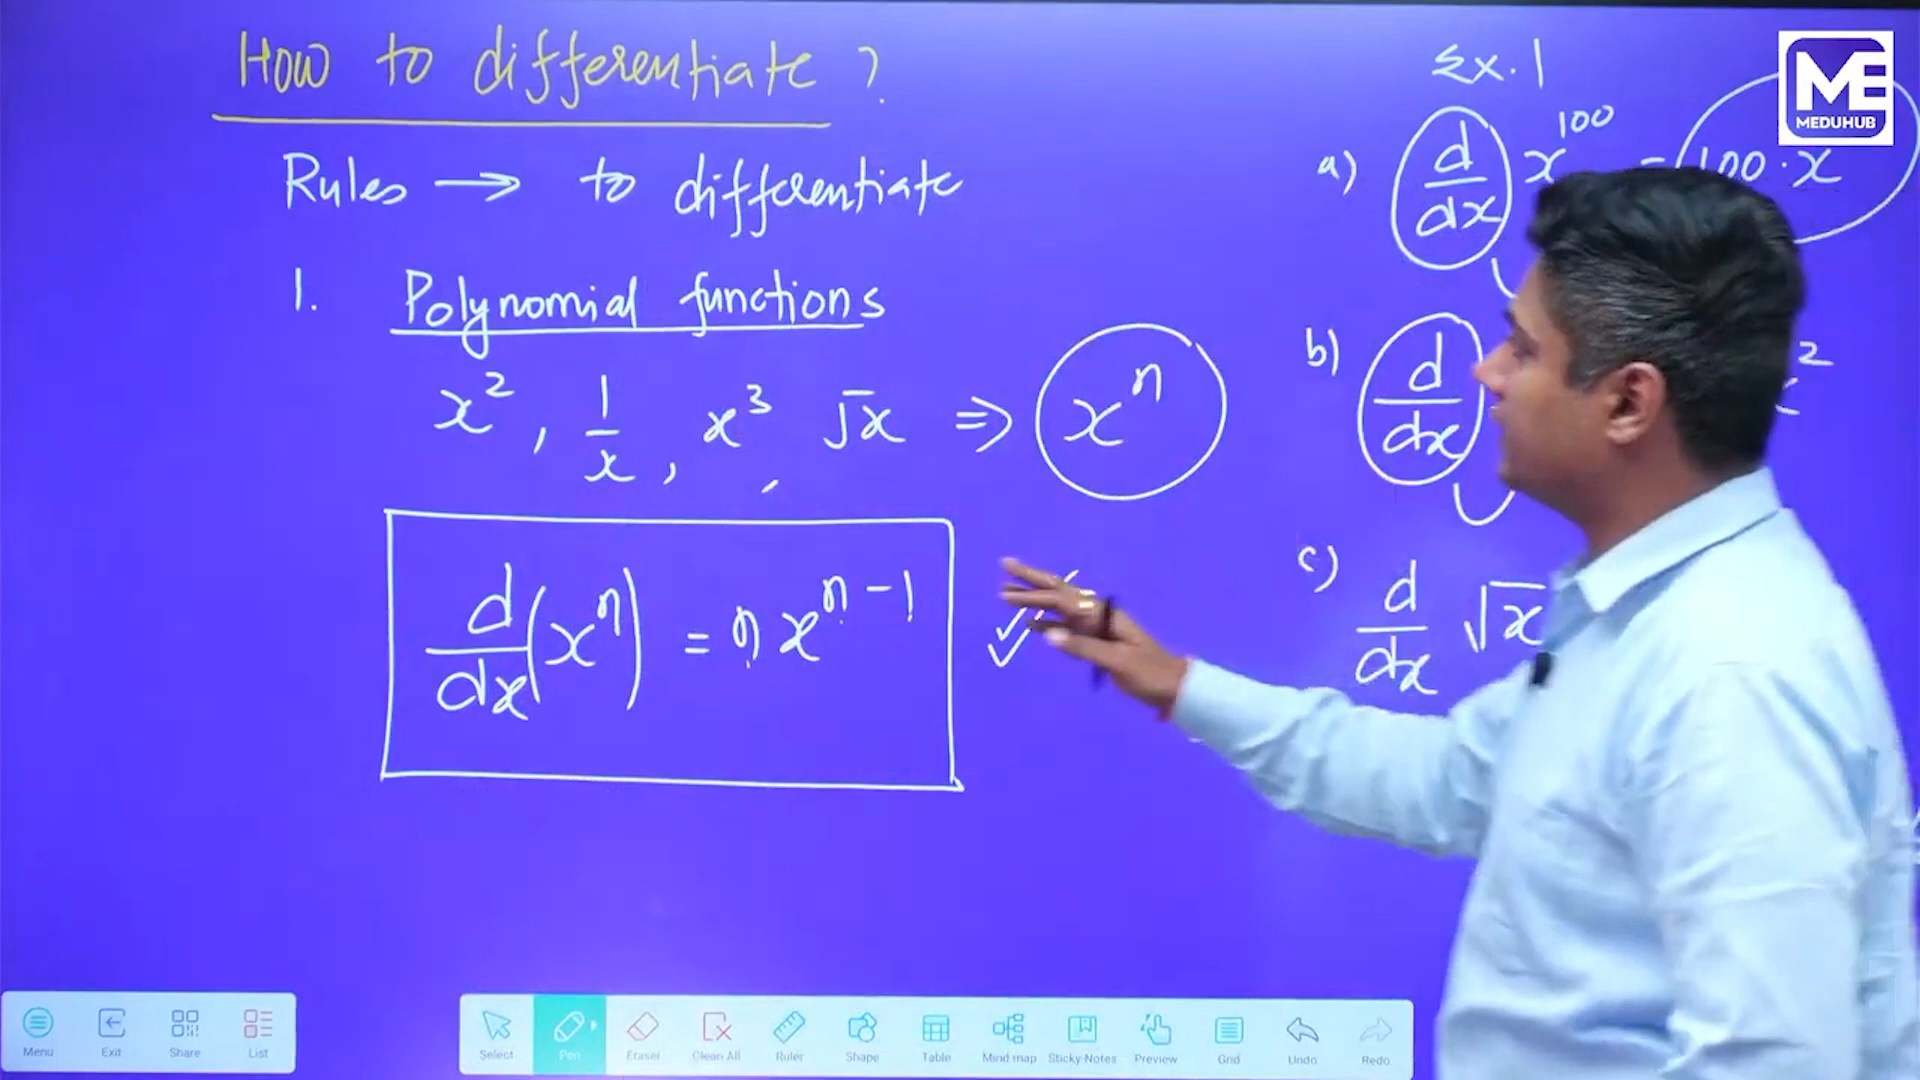 How to differentiate ?
Rules → to differentiate
1. Polynomial functions
x², 1/x, x³, √x ⇒ xⁿ
d/dx (xⁿ) = n xⁿ⁻¹
Ex. 1
a) d/dx x¹⁰⁰ = 100 · x
b) d/dx
2
c) d/dx √x
ME
MEDUHUB
Menu Exit Share List
Select Pen Eraser Clean All Ruler Shape Table Mind map Sticky Notes Preview Grid Undo Redo